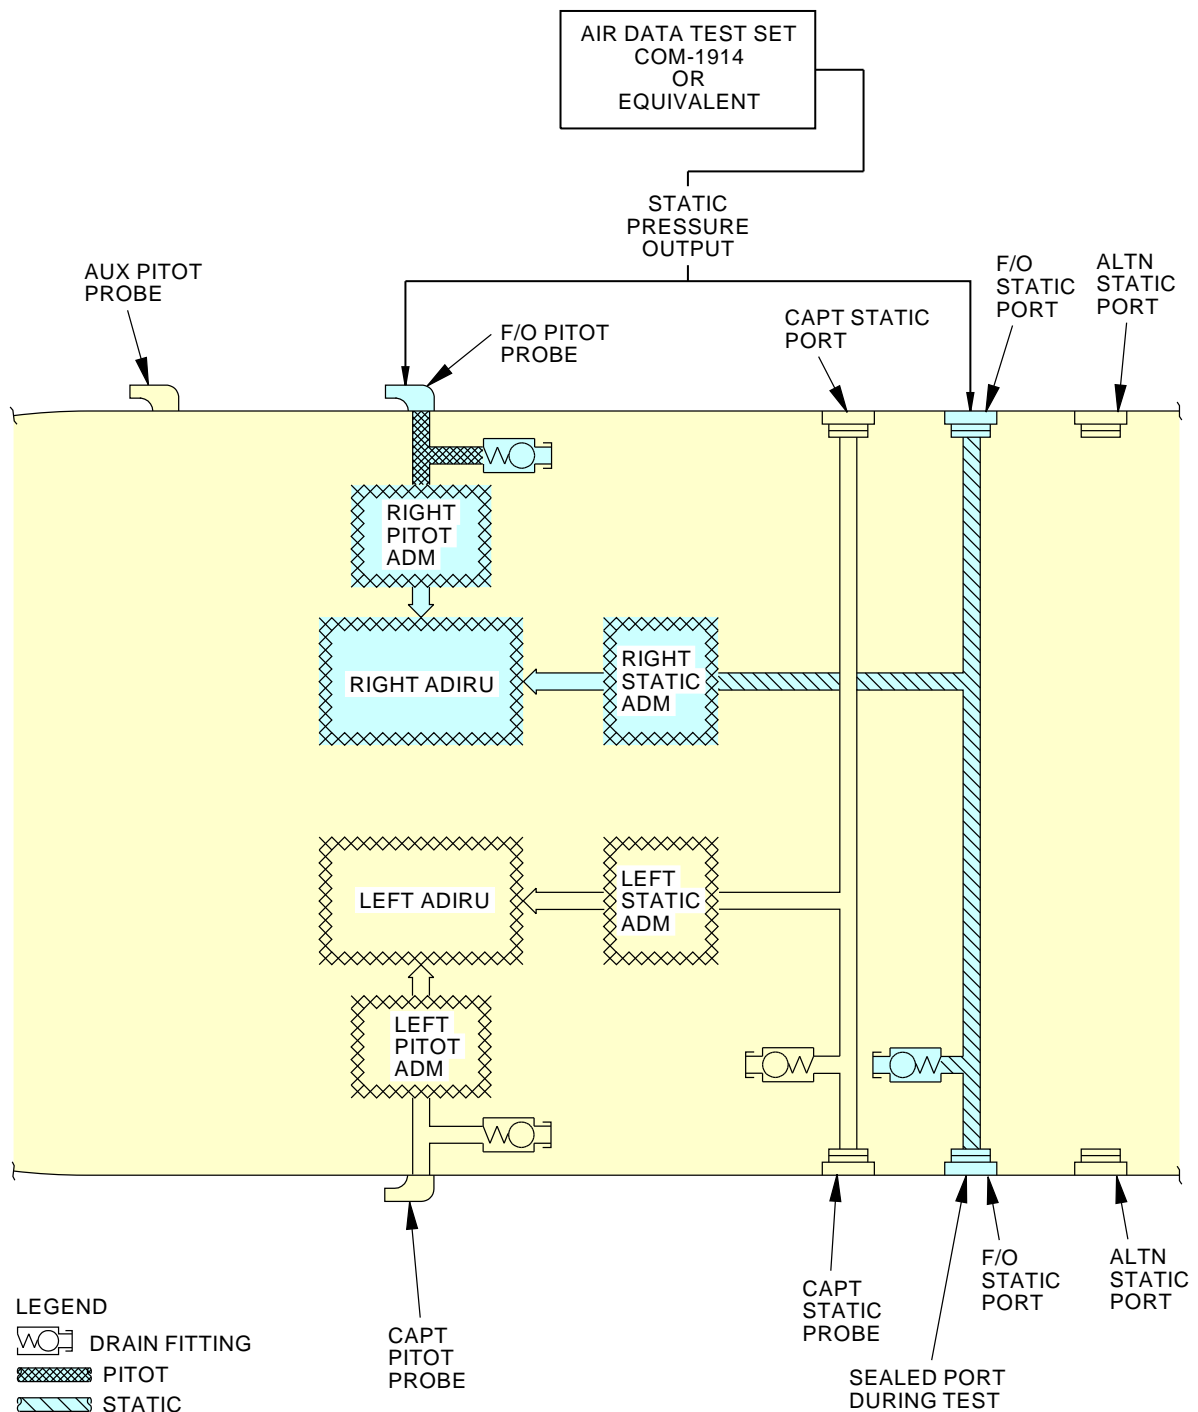 AIR DATA TEST SET
COM-1914
OR
EQUIVALENT
STATIC
PRESSURE
OUTPUT
AUX PITOT
PROBE
F/O PITOT
PROBE
CAPT STATIC
PORT
F/O
STATIC
PORT
ALTN
STATIC
PORT
RIGHT
PITOT
ADM
RIGHT ADIRU
RIGHT
STATIC
ADM
LEFT ADIRU
LEFT
STATIC
ADM
LEFT
PITOT
ADM
CAPT
PITOT
PROBE
CAPT
STATIC
PROBE
F/O
STATIC
PORT
ALTN
STATIC
PORT
SEALED PORT
DURING TEST
LEGEND
DRAIN FITTING
PITOT
STATIC